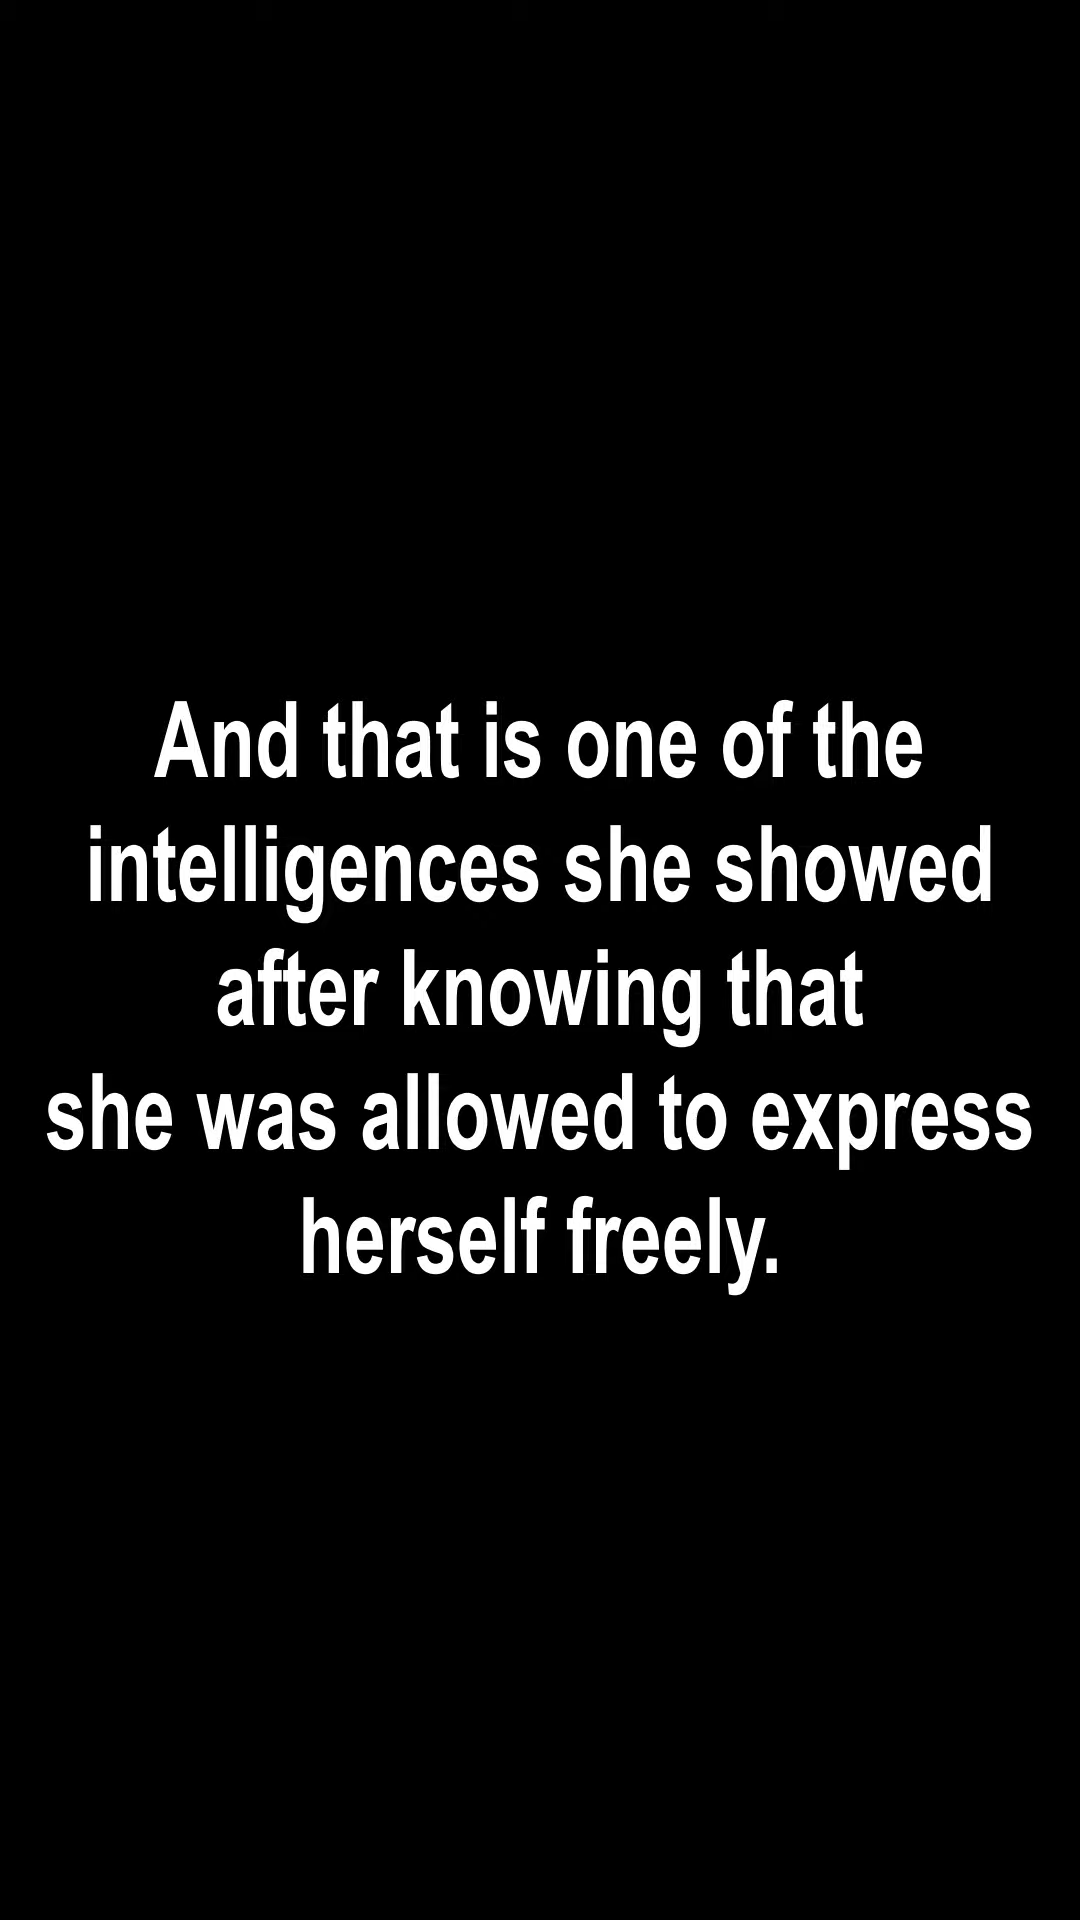 And that is one of the
intelligences she showed
after knowing that
she was allowed to express
herself freely.